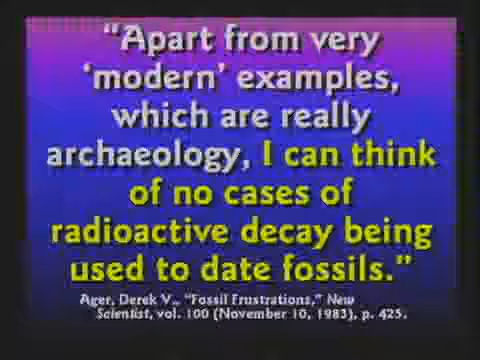 “Apart from very
‘modern’ examples,
which are really
archaeology, I can think
of no cases of
radioactive decay being
used to date fossils.”
Ager, Derek V., “Fossil Frustrations,” New
Scientist, vol. 100 (November 10, 1983), p. 425.